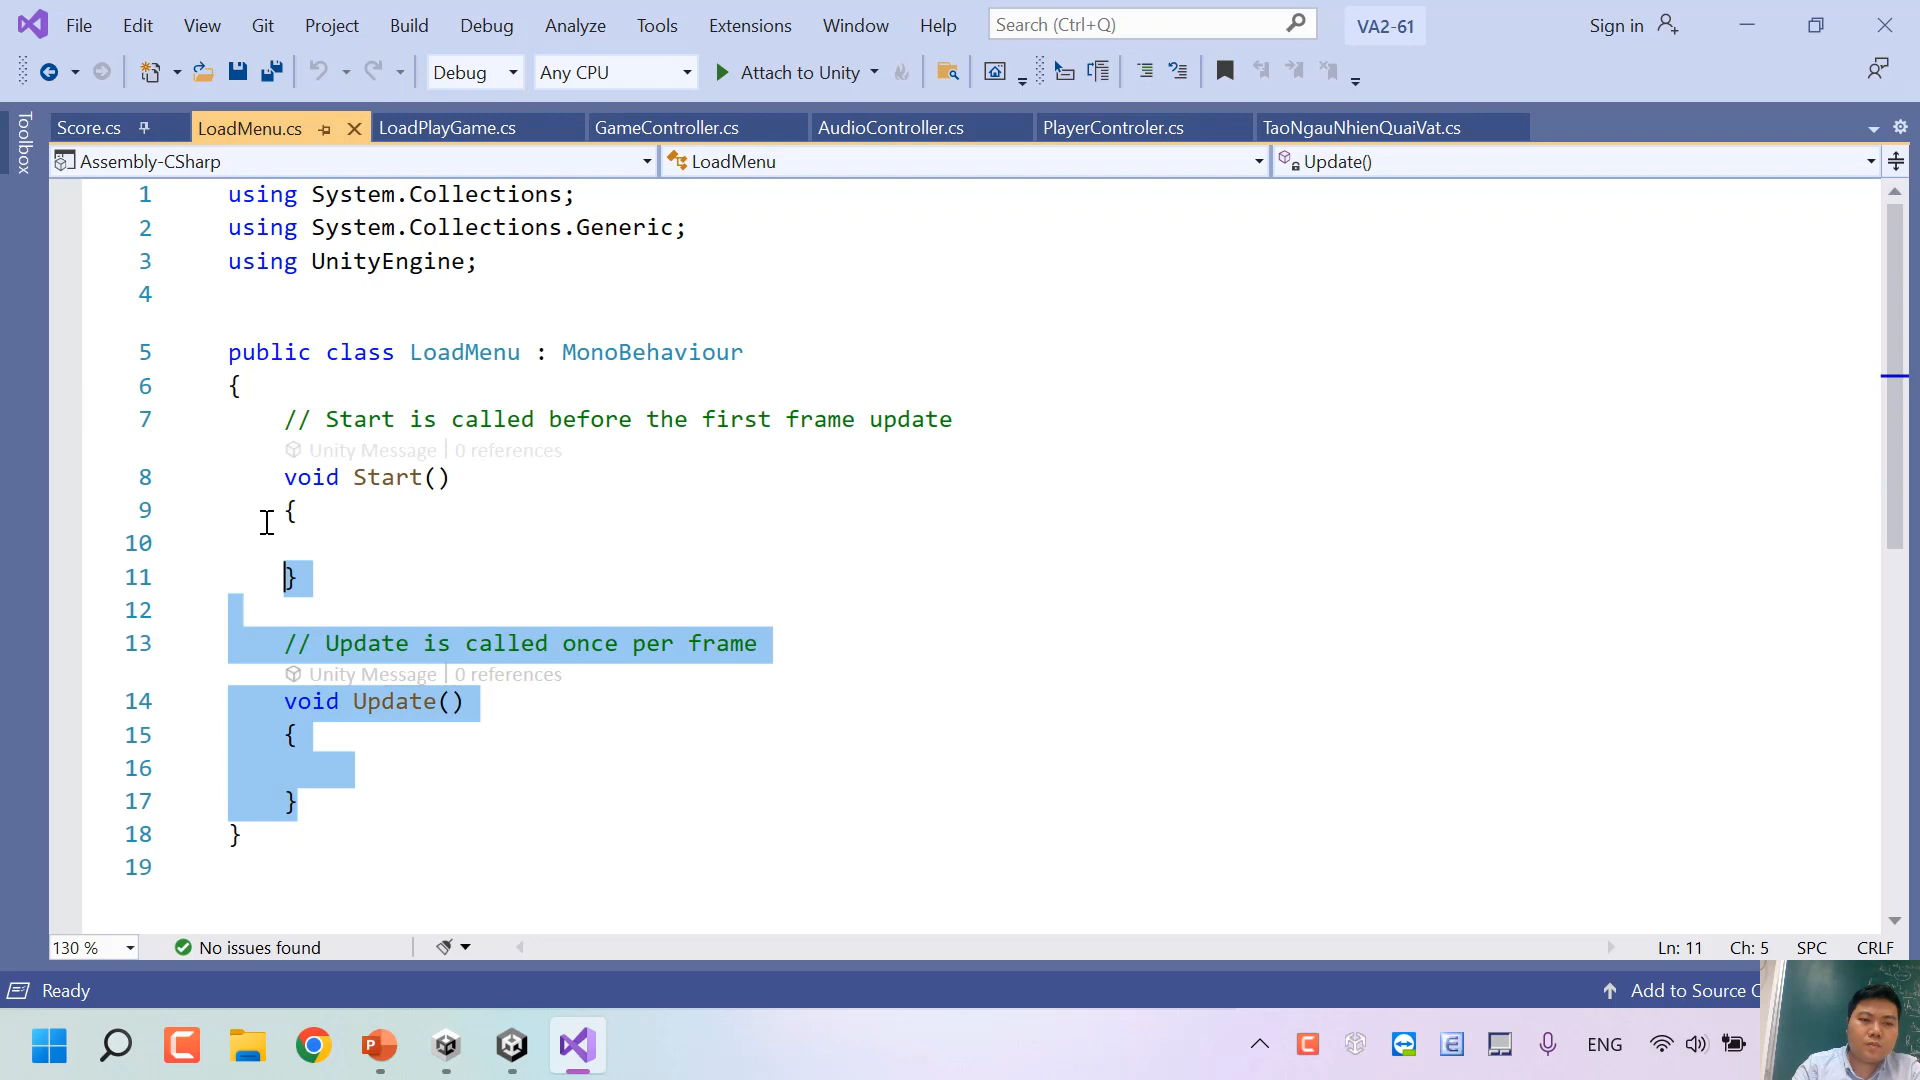 File Edit View Git Project Build Debug Analyze Tools Extensions Window Help Search (Ctrl+Q) VA2-61 Sign in
Debug Any CPU Attach to Unity
Toolbox
Score.cs LoadMenu.cs LoadPlayGame.cs GameController.cs AudioController.cs PlayerControler.cs TaoNgauNhienQuaiVat.cs
Assembly-CSharp LoadMenu Update()
1 using System.Collections;
2 using System.Collections.Generic;
3 using UnityEngine;
4
5 public class LoadMenu : MonoBehaviour
6 {
7 // Start is called before the first frame update
Unity Message | 0 references
8 void Start()
9 {
10
11 }
12
13 // Update is called once per frame
Unity Message | 0 references
14 void Update()
15 {
16
17 }
18 }
19
130 % No issues found Ln: 11 Ch: 5 SPC CRLF
Ready Add to Source C
ENG